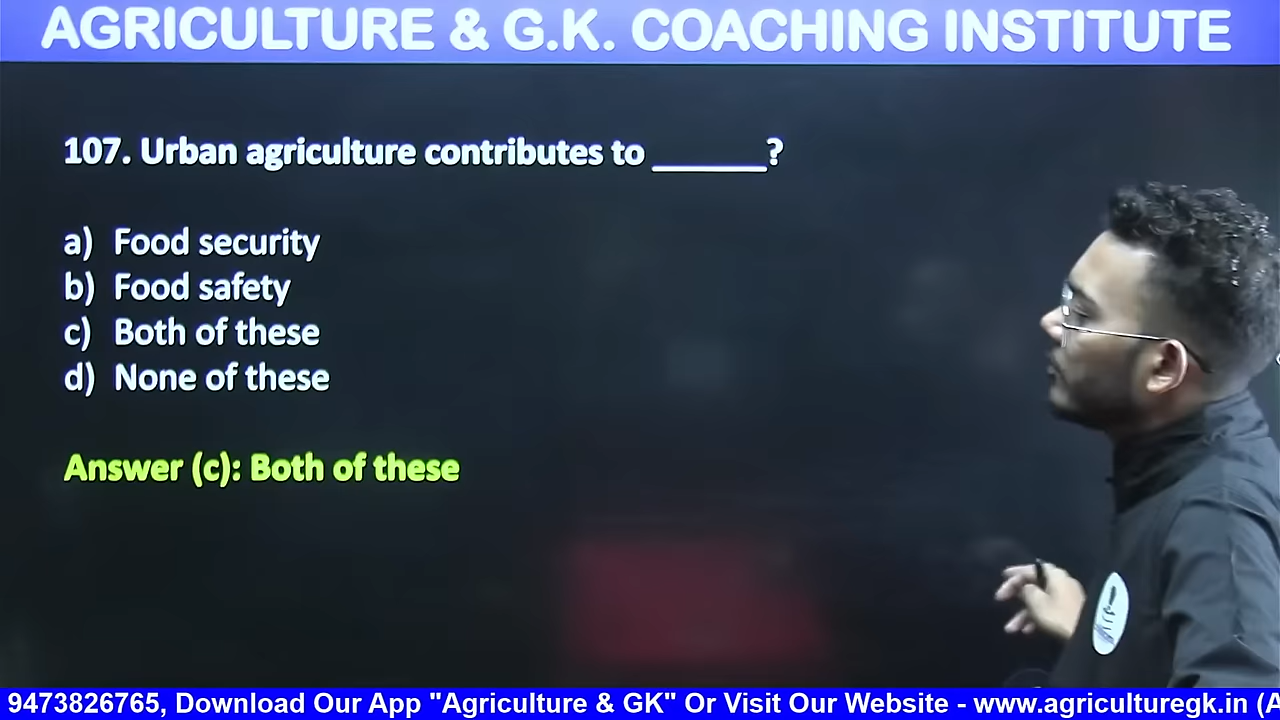 AGRICULTURE & G.K. COACHING INSTITUTE
107. Urban agriculture contributes to _______?
a) Food security
b) Food safety
c) Both of these
d) None of these
Answer (c): Both of these
9473826765, Download Our App "Agriculture & GK" Or Visit Our Website - www.agriculturegk.in (A